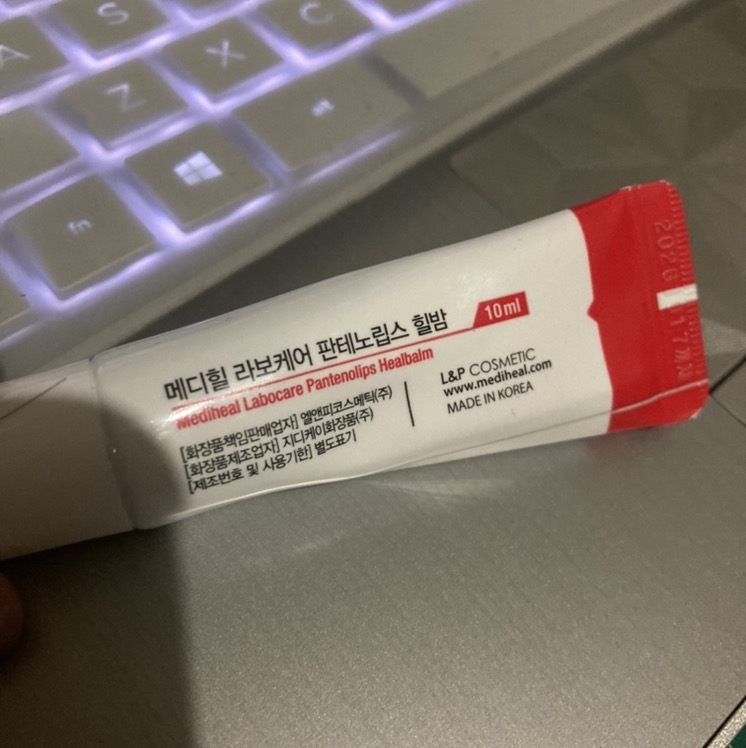 A
S
C
Z
X
fn
alt
메디힐 라보케어 판테노립스 힐밤
10ml
Mediheal Labocare Pantenolips Healbalm
[화장품책임판매업자] 엘앤피코스메틱(주)
[화장품제조업자] 지디케이화장품(주)
[제조번호 및 사용기한] 별도표기
L&P COSMETIC
www.mediheal.com
MADE IN KOREA